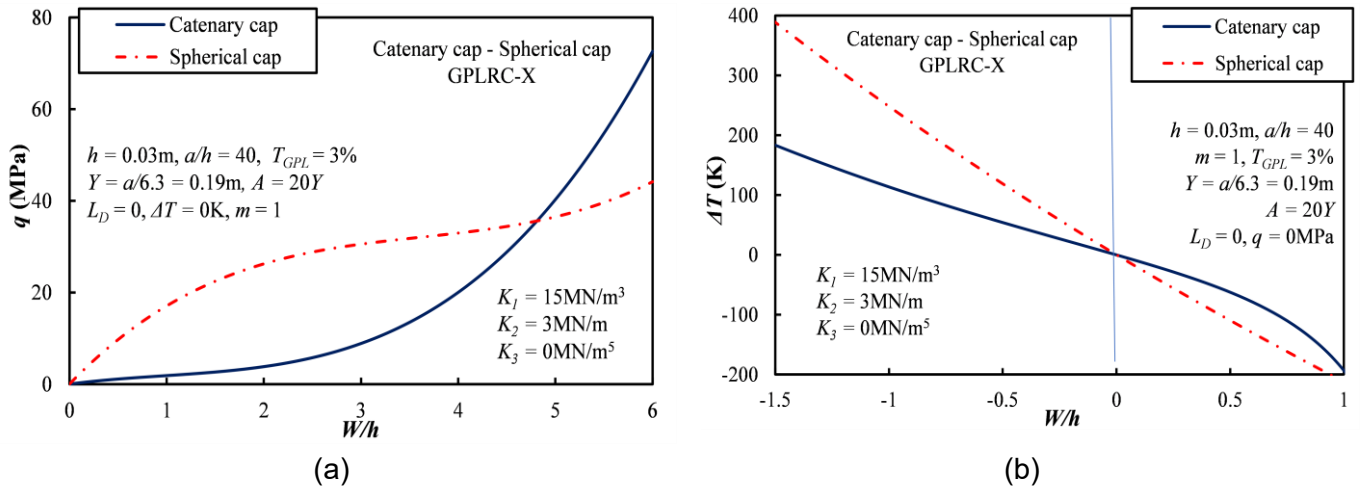 80
60
40
20
0
q (MPa)
Catenary cap
Spherical cap
Catenary cap - Spherical cap
GPLRC-X
h = 0.03m, a/h = 40, T_GPL = 3%
Y = a/6.3 = 0.19m, A = 20Y
L_D = 0, ΔT = 0K, m = 1
K_1 = 15MN/m^3
K_2 = 3MN/m
K_3 = 0MN/m^5
0 1 2 3 4 5 6
W/h
(a)
400
300
200
100
0
-100
-200
ΔT (K)
Catenary cap
Spherical cap
Catenary cap - Spherical cap
GPLRC-X
h = 0.03m, a/h = 40
m = 1, T_GPL = 3%
Y = a/6.3 = 0.19m
A = 20Y
L_D = 0, q = 0MPa
K_1 = 15MN/m^3
K_2 = 3MN/m
K_3 = 0MN/m^5
-1.5 -1 -0.5 0 0.5 1
W/h
(b)